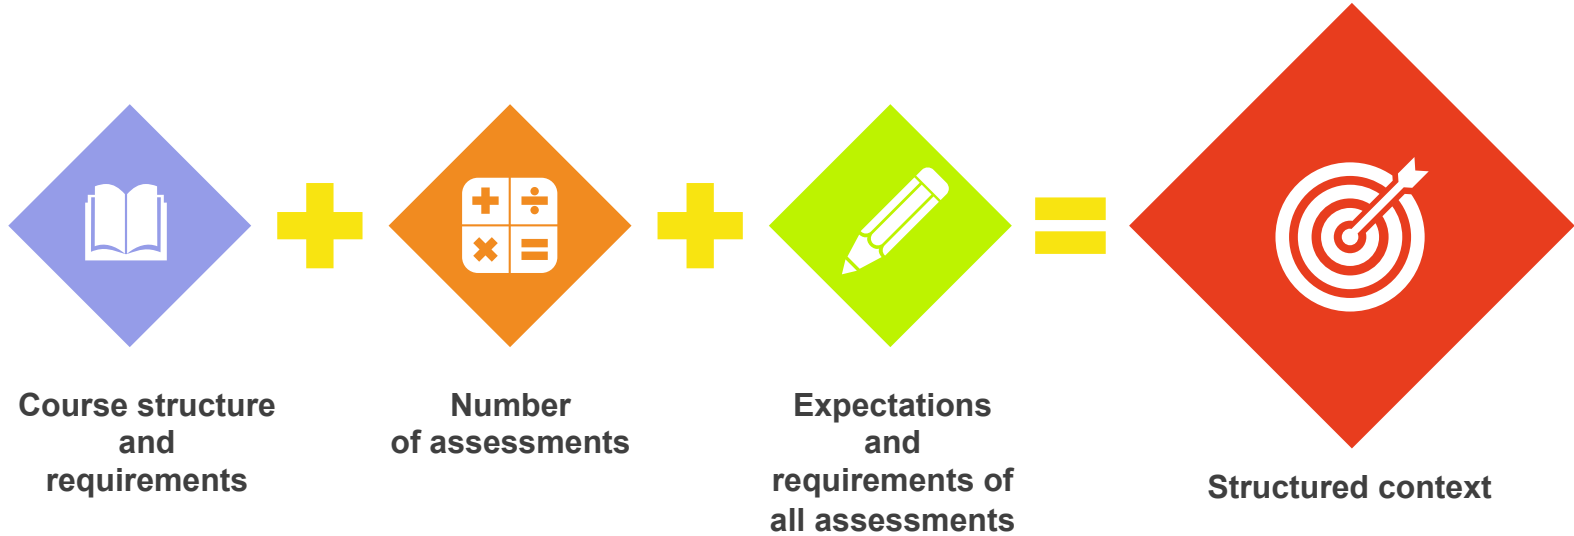 Course structure
and
requirements
Number
of assessments
Expectations
and
requirements of
all assessments
Structured context